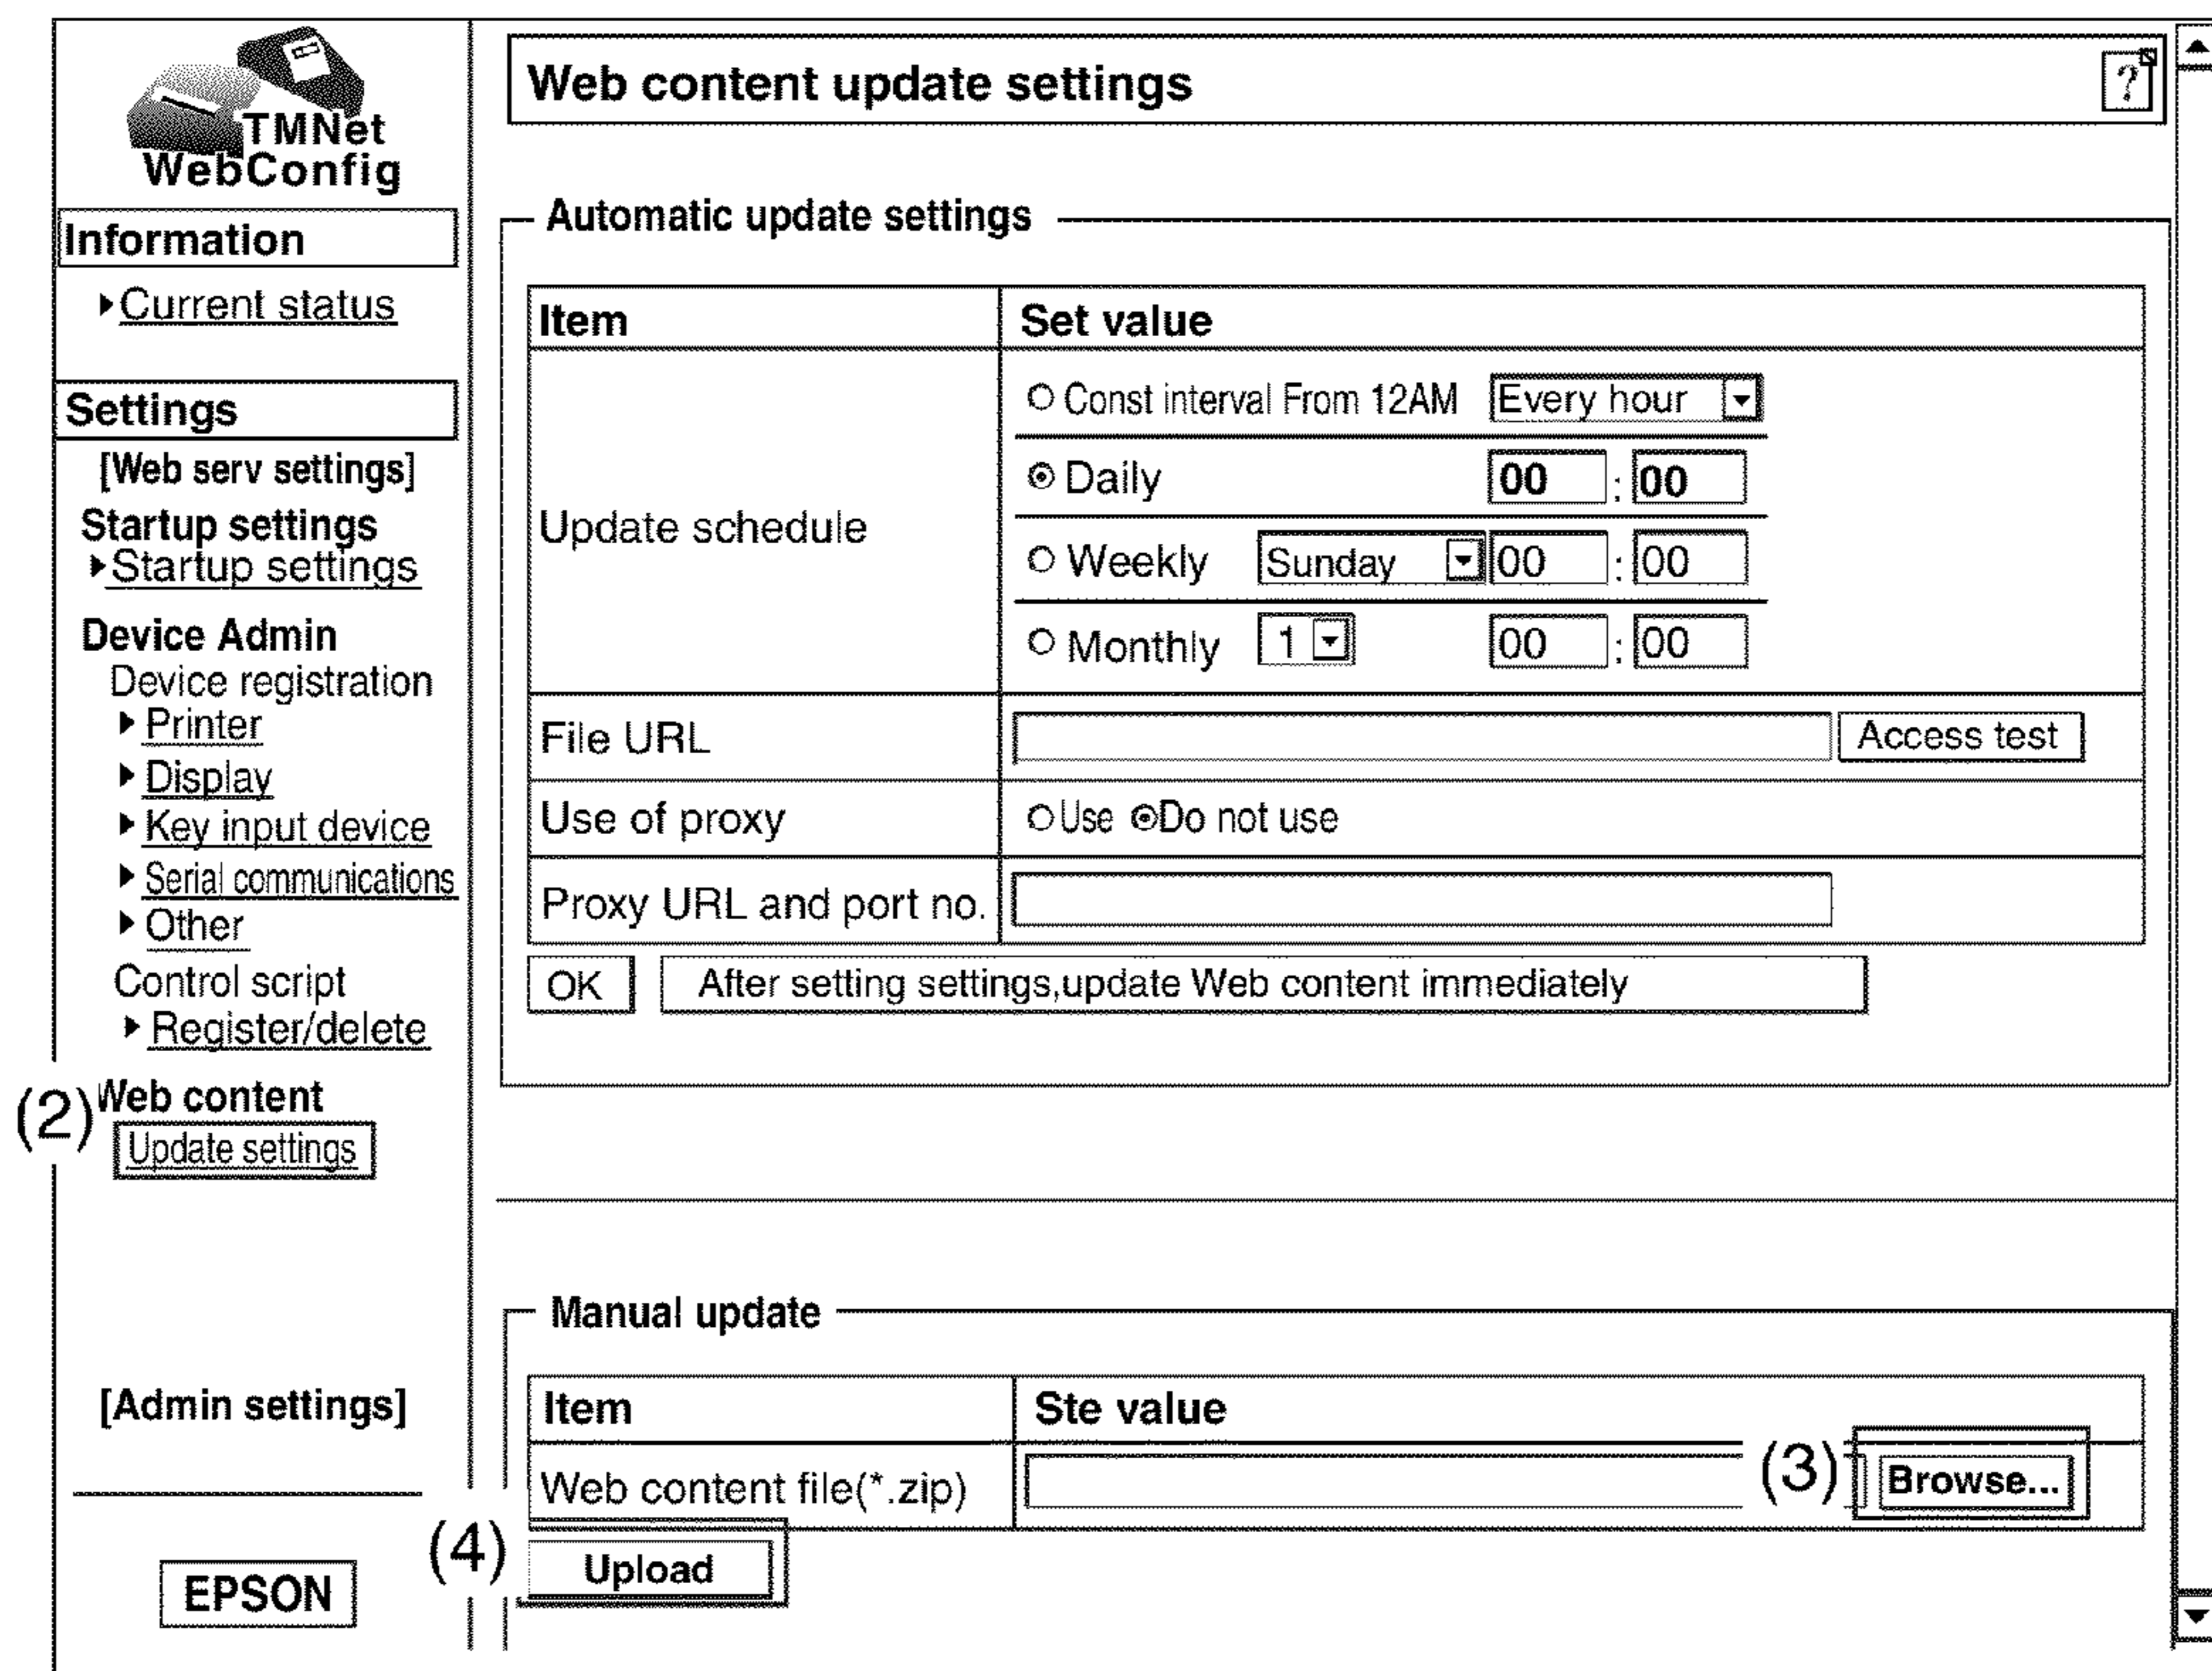 TMNet
WebConfig
Information
Current status
Settings
[Web serv settings]
Startup settings
Startup settings
Device Admin
Device registration
Printer
Display
Key input device
Serial communications
Other
Control script
Register/delete
(2) Web content
Update settings
[Admin settings]
EPSON
Web content update settings ?
Automatic update settings
Item Set value
Update schedule
Const interval From 12AM Every hour
Daily 00 : 00
Weekly Sunday 00 : 00
Monthly 1 00 : 00
File URL Access test
Use of proxy Use Do not use
Proxy URL and port no.
OK After setting settings,update Web content immediately
Manual update
Item Ste value
Web content file(*.zip) (3) Browse...
(4) Upload